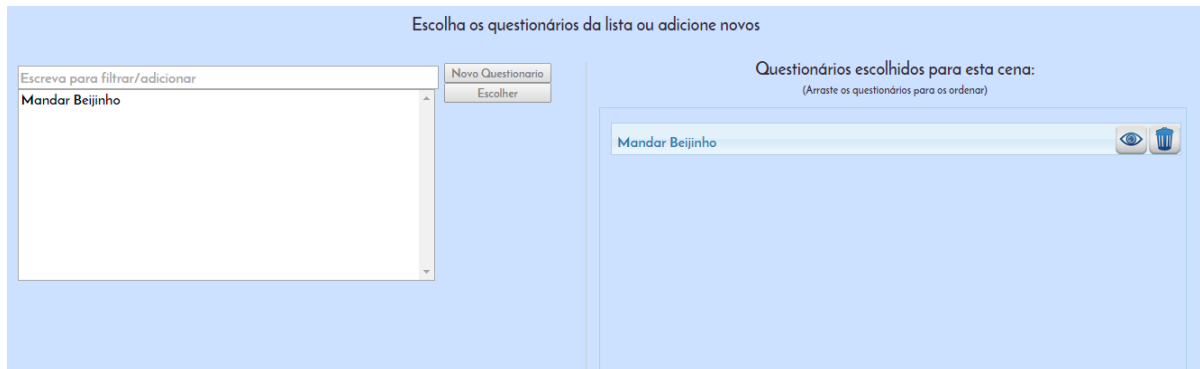 Escolha os questionários da lista ou adicione novos
Escreva para filtrar/adicionar
Novo Questionario
Escolher
Mandar Beijinho
Questionários escolhidos para esta cena:
(Arraste os questionários para os ordenar)
Mandar Beijinho